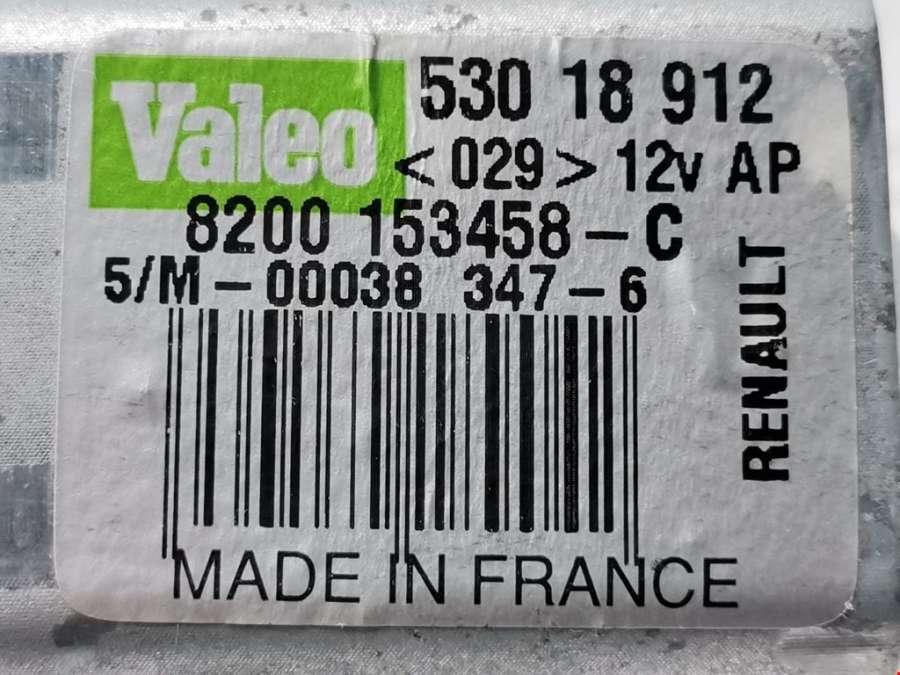 Valeo 530 18 912
<029> 12v AP
8200 153458-C
5/M-00038 347-6
RENAULT
MADE IN FRANCE